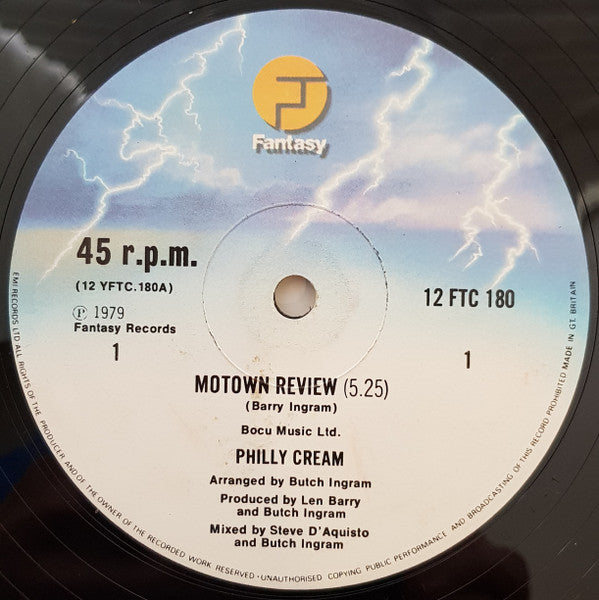 Fantasy
45 r.p.m.
(12 YFTC.180A)
℗ 1979
Fantasy Records
1
12 FTC 180
1
MOTOWN REVIEW (5.25)
(Barry Ingram)
Bocu Music Ltd.
PHILLY CREAM
Arranged by Butch Ingram
Produced by Len Barry
and Butch Ingram
Mixed by Steve D'Aquisto
and Butch Ingram
EMI RECORDS LTD ALL RIGHTS OF THE PRODUCER AND OF THE OWNER OF THE RECORDED WORK RESERVED · UNAUTHORISED COPYING PUBLIC PERFORMANCE AND BROADCASTING OF THIS RECORD PROHIBITED MADE IN GT. BRITAIN